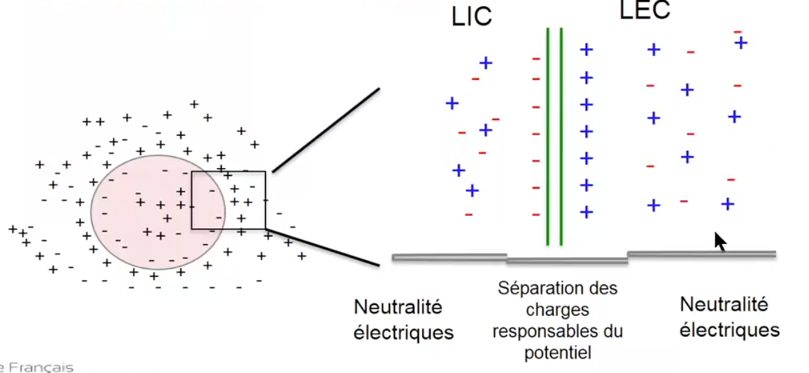 LIC
LEC
Neutralité
électriques
Séparation des
charges
responsables du
potentiel
Neutralité
électriques
e Français